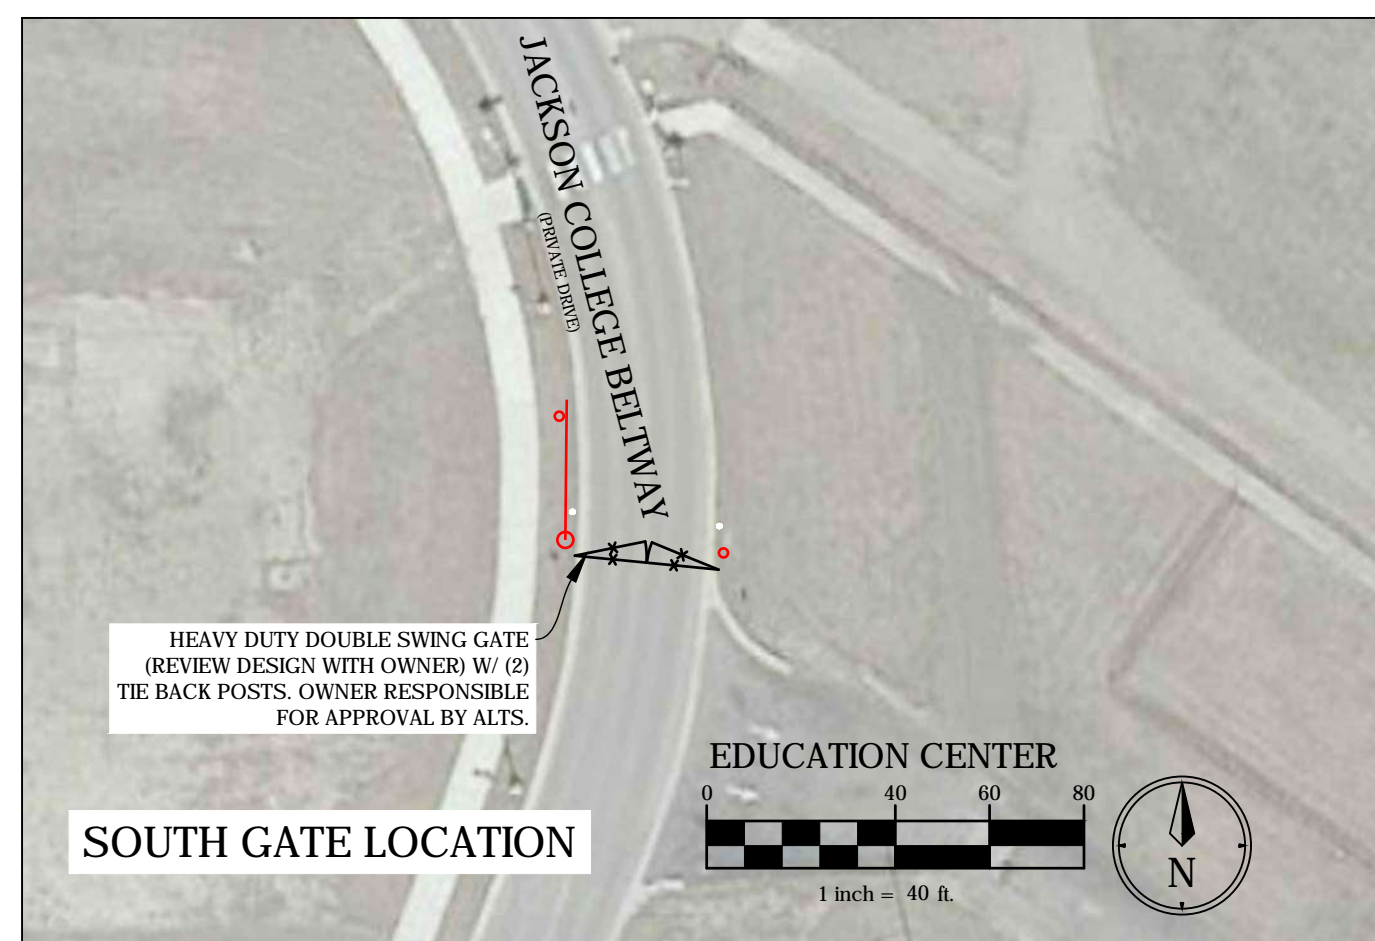 JACKSON COLLEGE BELTWAY
(PRIVATE DRIVE)
HEAVY DUTY DOUBLE SWING GATE
(REVIEW DESIGN WITH OWNER) W/ (2)
TIE BACK POSTS. OWNER RESPONSIBLE
FOR APPROVAL BY ALTS.
EDUCATION CENTER
0 40 60 80
1 inch = 40 ft.
N
SOUTH GATE LOCATION